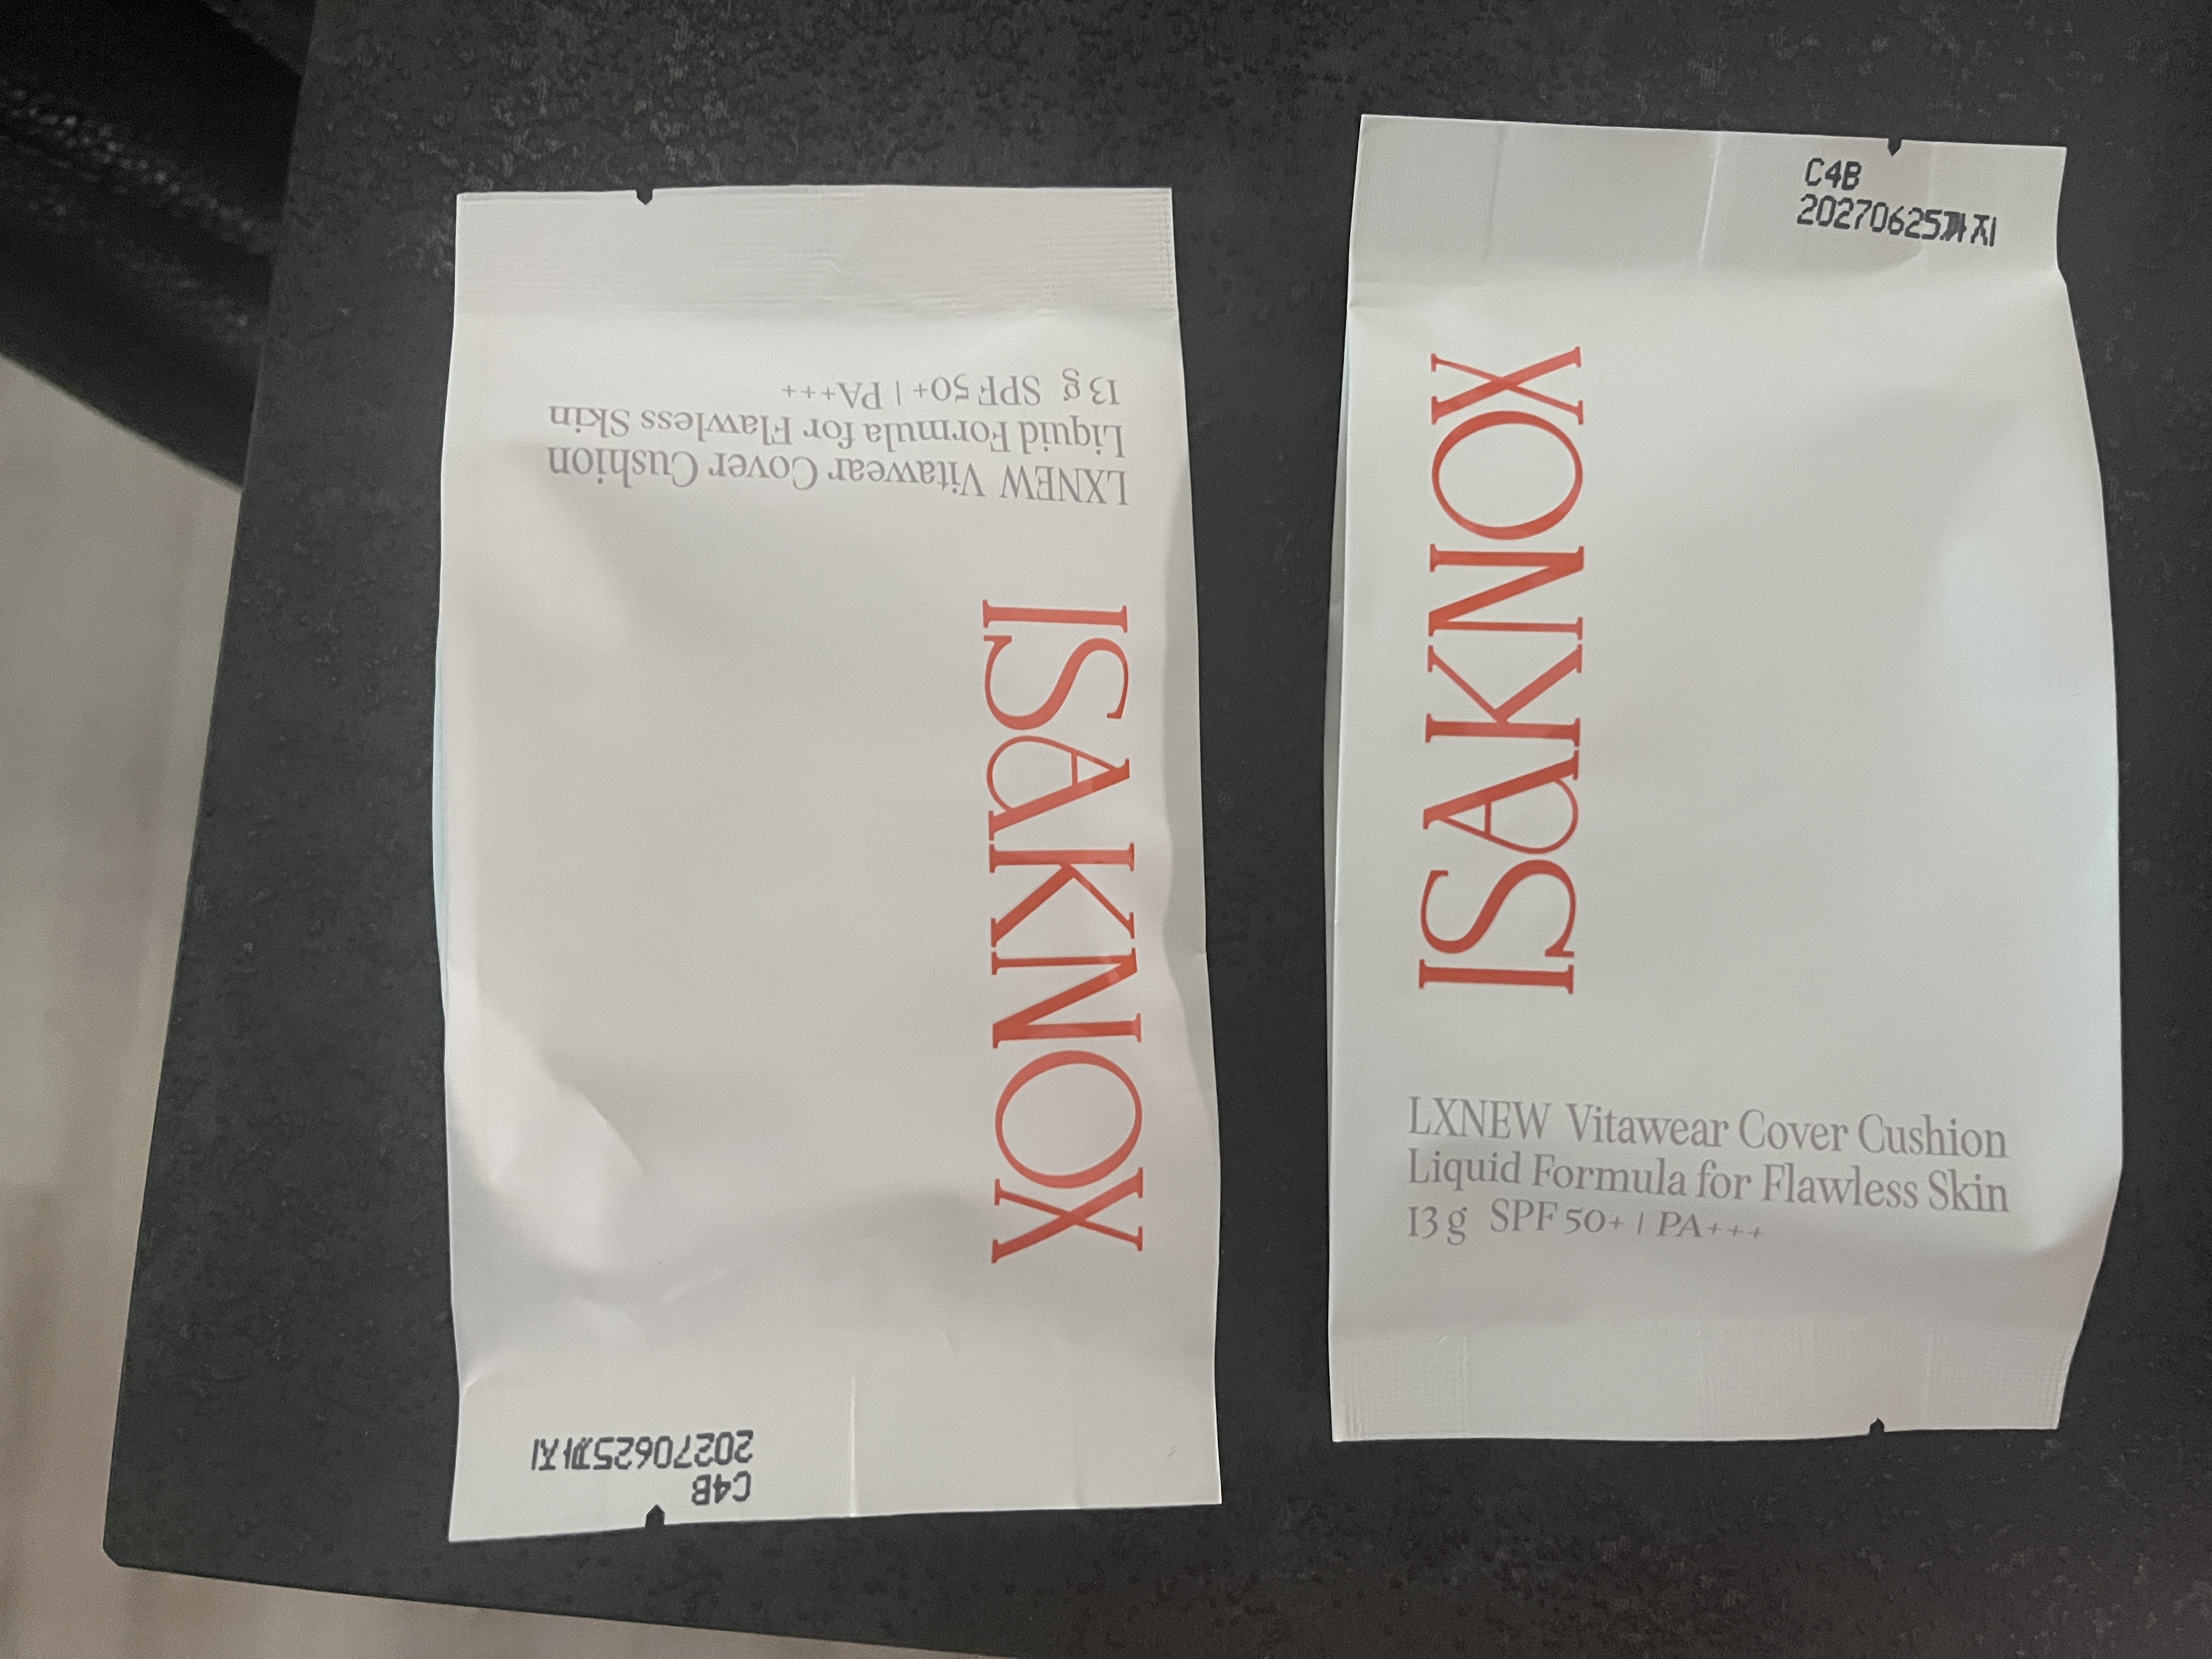 LXNEW Vitawear Cover Cushion
Liquid Formula for Flawless Skin
13 g SPF 50+ | PA+++
ISAKNOX
C4B
20270625까지
C4B
20270625까지
ISAKNOX
LXNEW Vitawear Cover Cushion
Liquid Formula for Flawless Skin
13 g SPF 50+ | PA+++